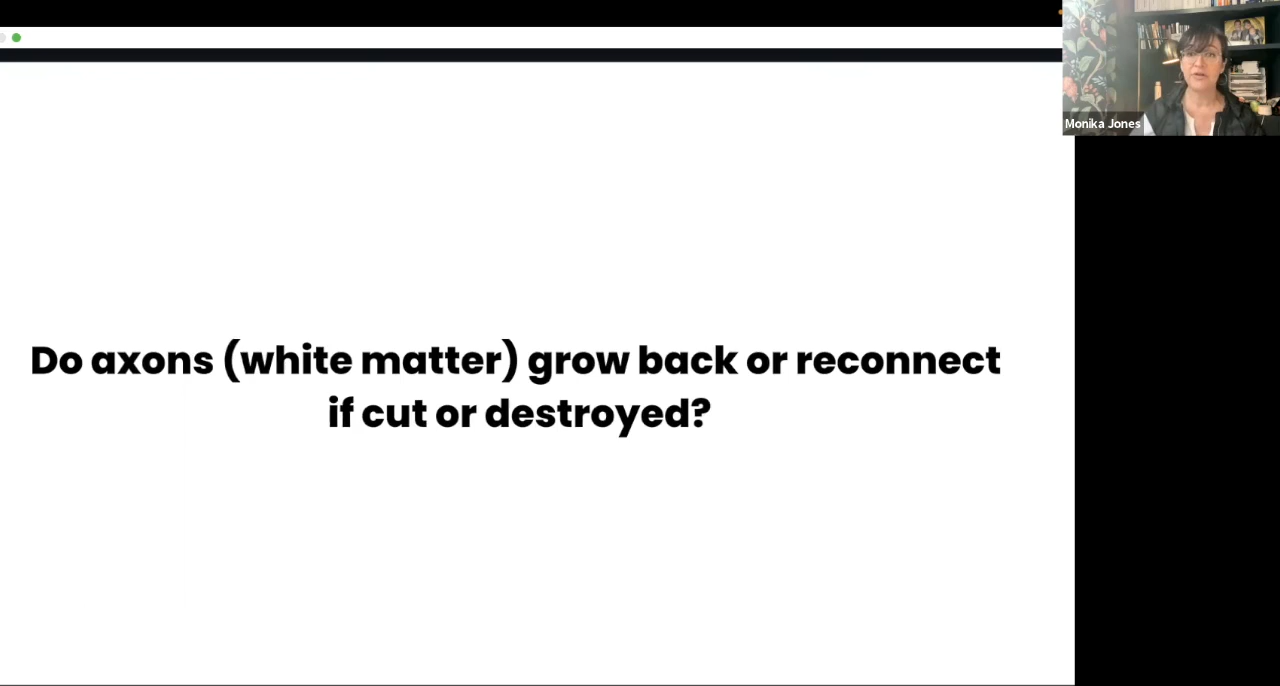 Monika Jones
Do axons (white matter) grow back or reconnect
if cut or destroyed?